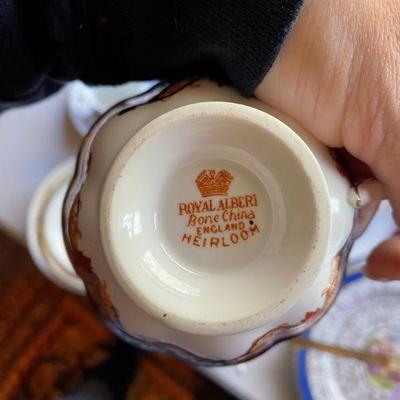 ROYAL ALBERT
Bone China
ENGLAND
HEIRLOOM